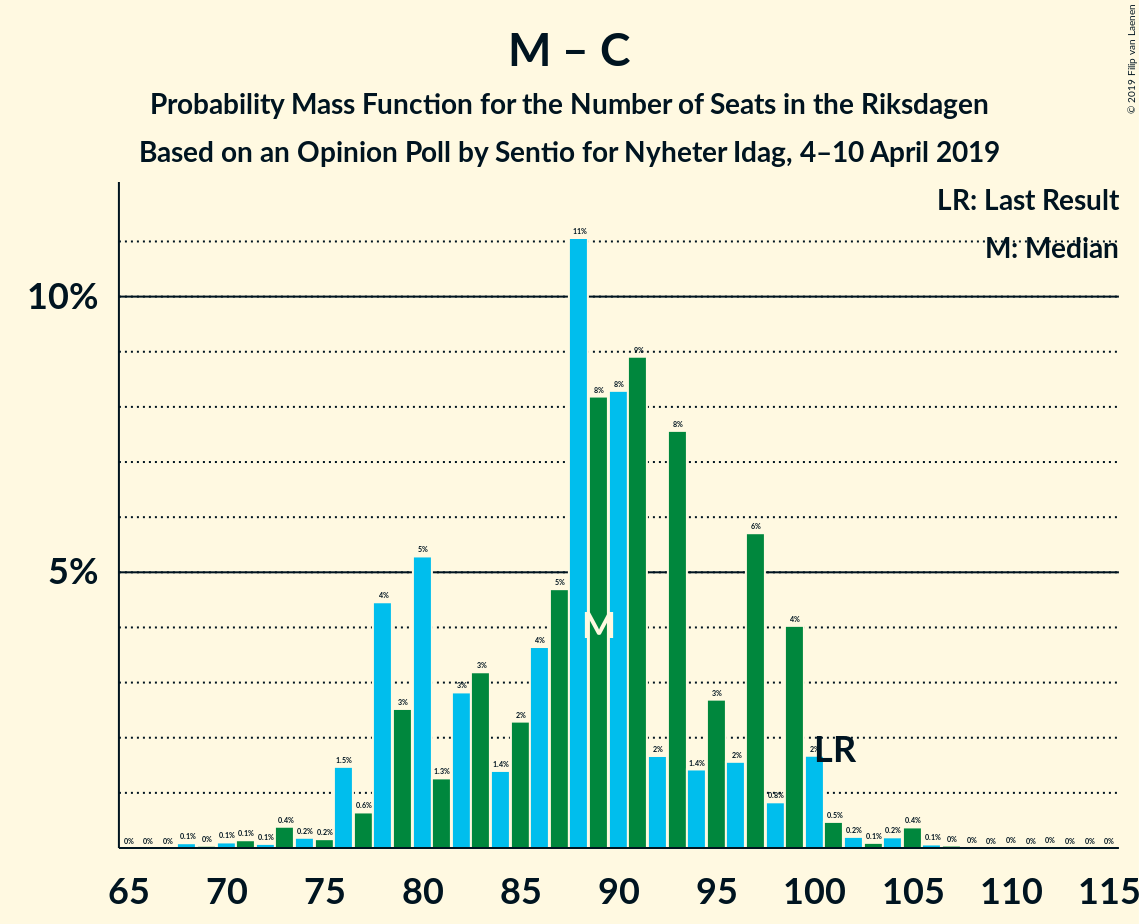 M – C
Probability Mass Function for the Number of Seats in the Riksdagen
Based on an Opinion Poll by Sentio for Nyheter Idag, 4–10 April 2019
© 2019 Filip van Laenen
LR: Last Result
M: Median
10%
5%
0% 0% 0% 0.1% 0% 0.1% 0.1% 0.1% 0.4% 0.2% 0.2% 1.5% 0.6% 4% 3% 5% 1.3% 3% 3% 1.4% 2% 4% 5% 11% 8% 8% 9% 2% 8% 1.4% 3% 2% 6% 0.8% 4% 2% 0.5% 0.2% 0.1% 0.2% 0.4% 0.1% 0% 0% 0% 0% 0% 0% 0% 0% 0%
M
LR
65 70 75 80 85 90 95 100 105 110 115